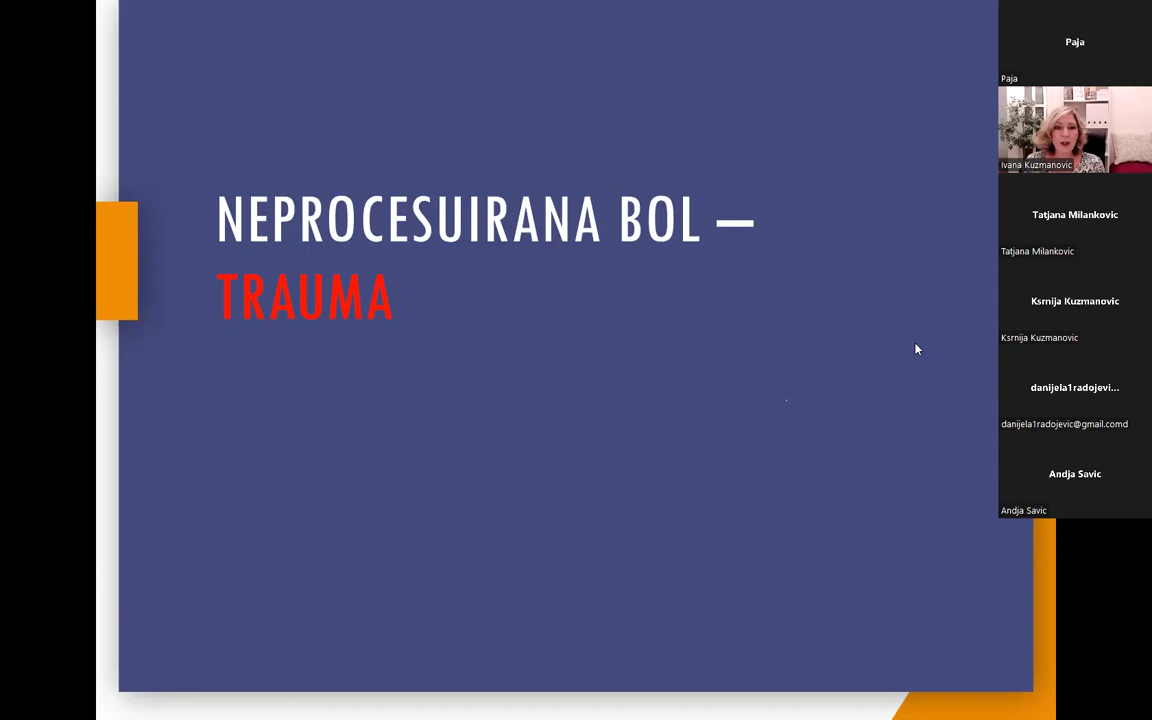 NEPROCESUIRANA BOL –
TRAUMA
Paja
Paja
Ivana Kuzmanovic
Tatjana Milankovic
Tatjana Milankovic
Ksrnija Kuzmanovic
Ksrnija Kuzmanovic
danijela1radojevi...
danijela1radojevic@gmail.comd
Andja Savic
Andja Savic